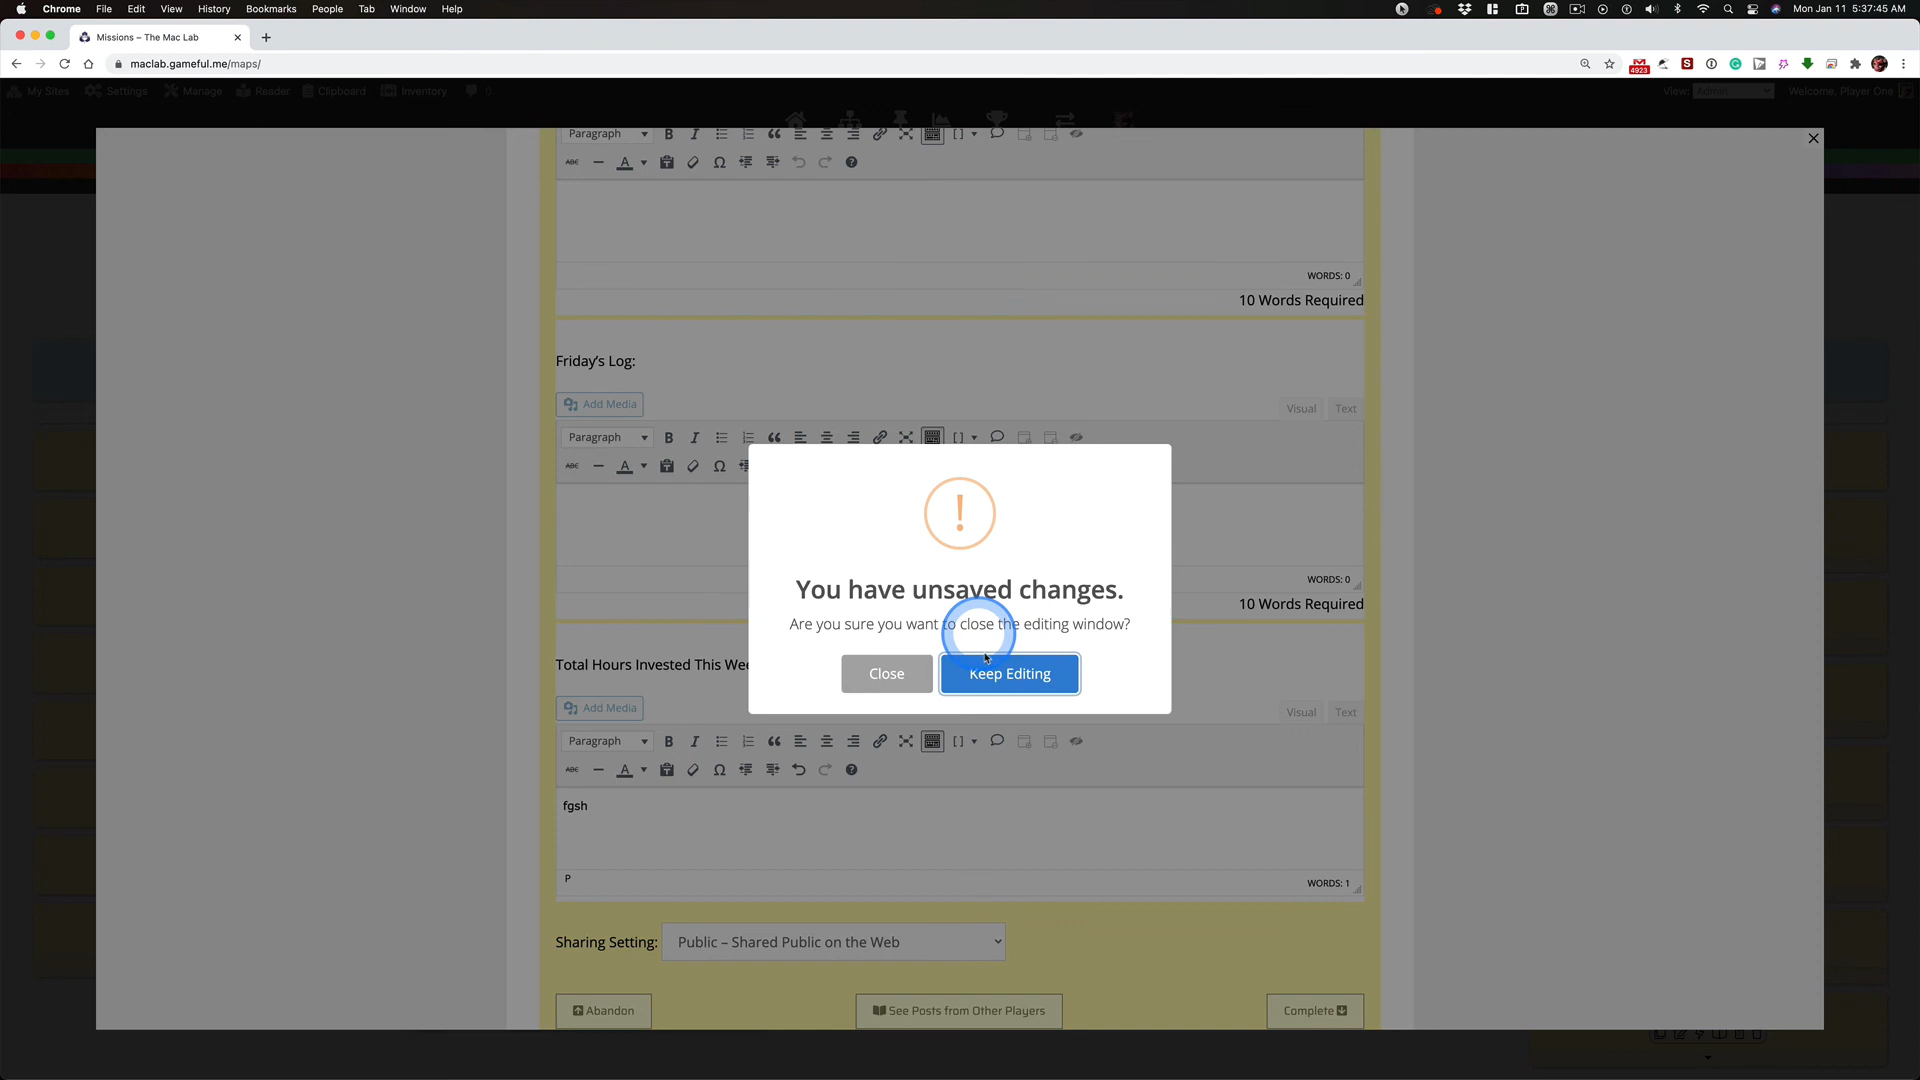 Chrome File Edit View History Bookmarks People Tab Window Help Mon Jan 11 5:37:45 AM
Missions – The Mac Lab
maclab.gameful.me/maps/
4923
My Sites Settings Manage Reader Clipboard Inventory 0 View: Admin Welcome, Player One
Paragraph
WORDS: 0
10 Words Required
Friday's Log:
Add Media
Visual Text
Paragraph
WORDS: 0
10 Words Required
You have unsaved changes.
Are you sure you want to close the editing window?
Close Keep Editing
Total Hours Invested This Wee
Add Media
Visual Text
Paragraph
fgsh
P
WORDS: 1
Sharing Setting: Public – Shared Public on the Web
Abandon See Posts from Other Players Complete